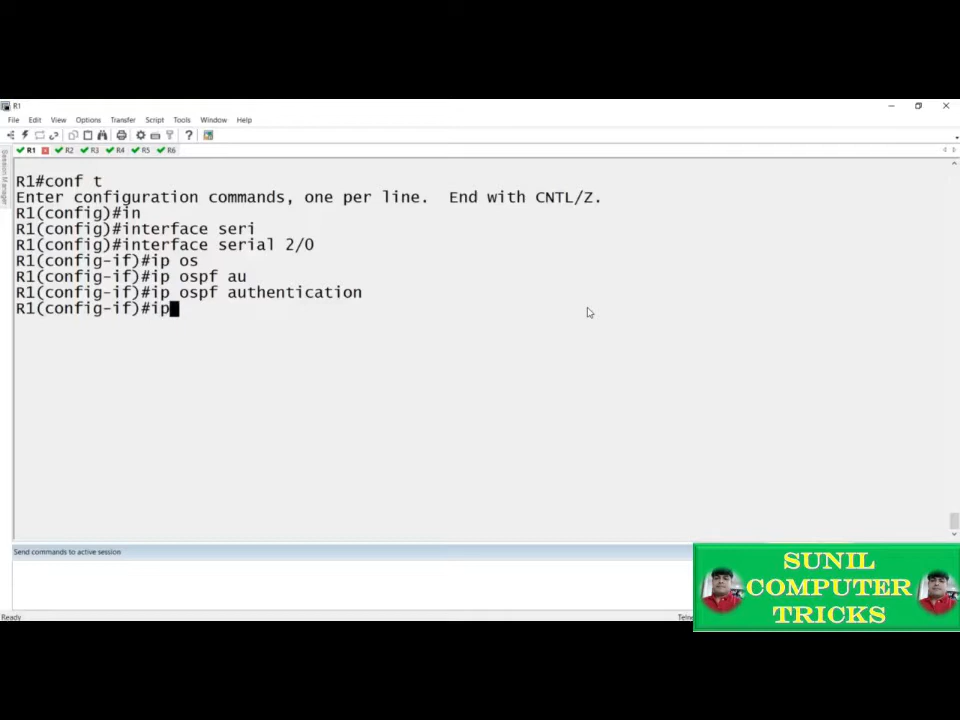 R1
File Edit View Options Transfer Script Tools Window Help
R1 R2 R3 R4 R5 R6
Session Manager
R1#conf t
Enter configuration commands, one per line.  End with CNTL/Z.
R1(config)#in
R1(config)#interface seri
R1(config)#interface serial 2/0
R1(config-if)#ip os
R1(config-if)#ip ospf au
R1(config-if)#ip ospf authentication
R1(config-if)#ip
Send commands to active session
Ready
SUNIL
COMPUTER
TRICKS